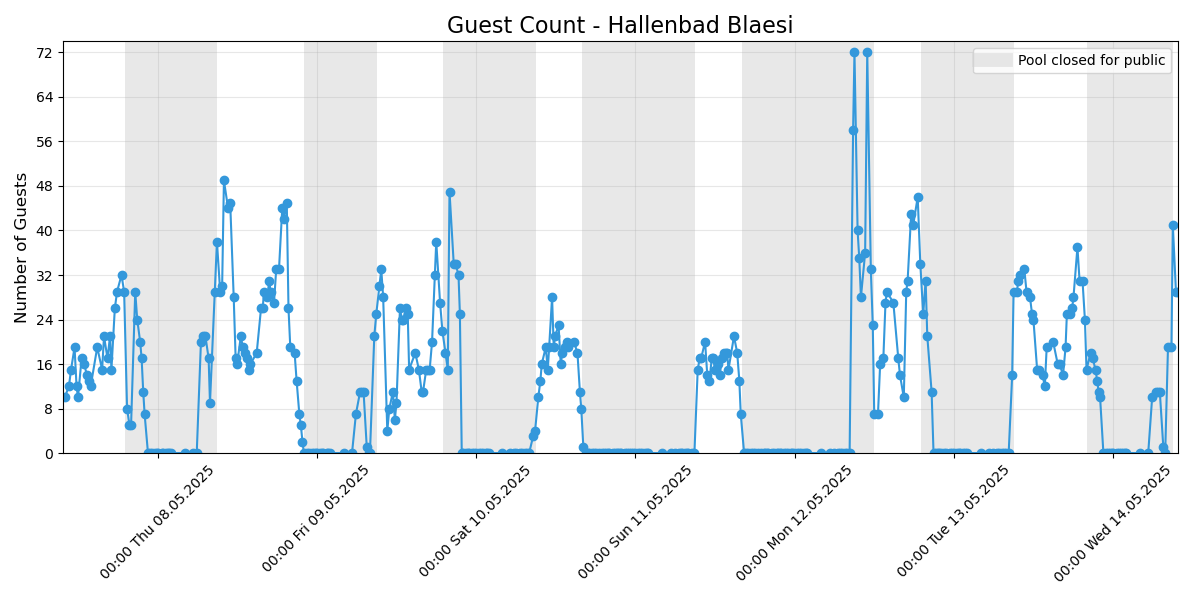 Guest Count - Hallenbad Blaesi
Pool closed for public
Number of Guests
72
64
56
48
40
32
24
16
8
0
00:00 Thu 08.05.2025
00:00 Fri 09.05.2025
00:00 Sat 10.05.2025
00:00 Sun 11.05.2025
00:00 Mon 12.05.2025
00:00 Tue 13.05.2025
00:00 Wed 14.05.2025